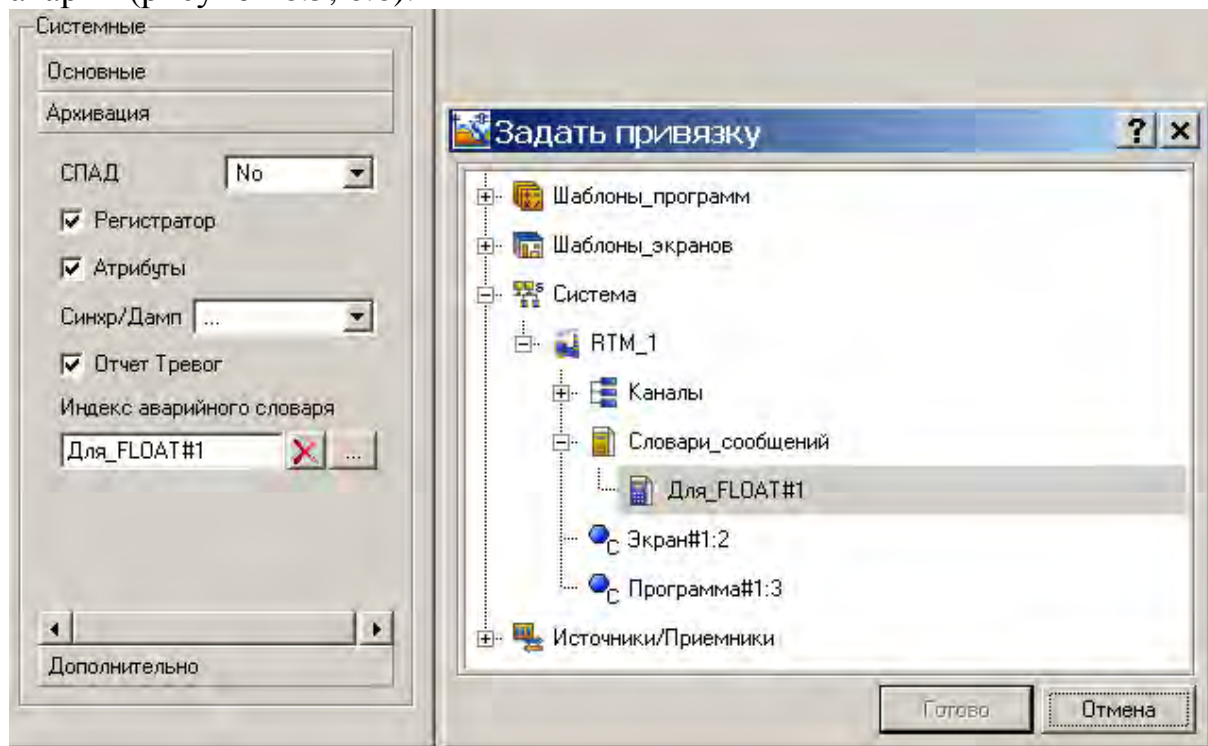 Системные
Основные
Архивация
СПАД No
Регистратор
Атрибуты
Синхр/Дамп ...
Отчет Тревог
Индекс аварийного словаря
Для_FLOAT#1 ...
Дополнительно
Задать привязку
Шаблоны_программ
Шаблоны_экранов
Система
RTM_1
Каналы
Словари_сообщений
Для_FLOAT#1
Экран#1:2
Программа#1:3
Источники/Приемники
Готово Отмена